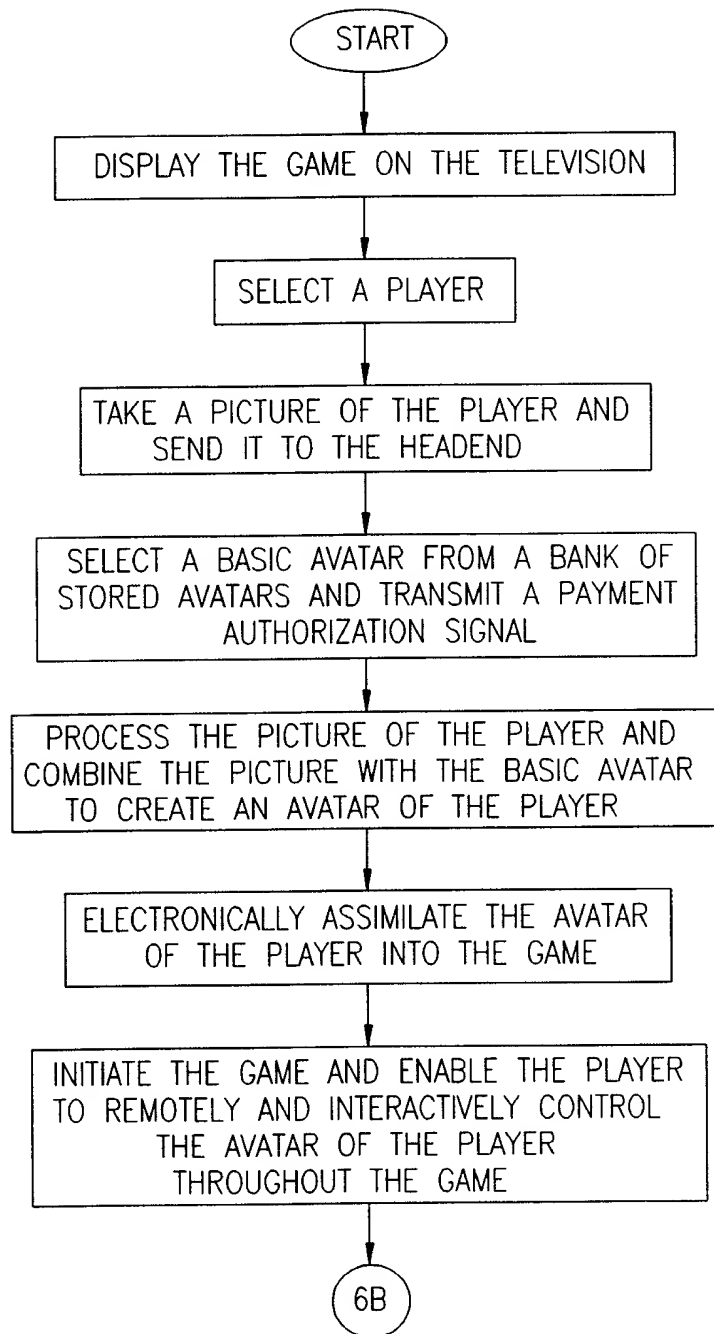 START
DISPLAY THE GAME ON THE TELEVISION
SELECT A PLAYER
TAKE A PICTURE OF THE PLAYER AND
SEND IT TO THE HEADEND
SELECT A BASIC AVATAR FROM A BANK OF
STORED AVATARS AND TRANSMIT A PAYMENT
AUTHORIZATION SIGNAL
PROCESS THE PICTURE OF THE PLAYER AND
COMBINE THE PICTURE WITH THE BASIC AVATAR
TO CREATE AN AVATAR OF THE PLAYER
ELECTRONICALLY ASSIMILATE THE AVATAR
OF THE PLAYER INTO THE GAME
INITIATE THE GAME AND ENABLE THE PLAYER
TO REMOTELY AND INTERACTIVELY CONTROL
THE AVATAR OF THE PLAYER
THROUGHOUT THE GAME
6B